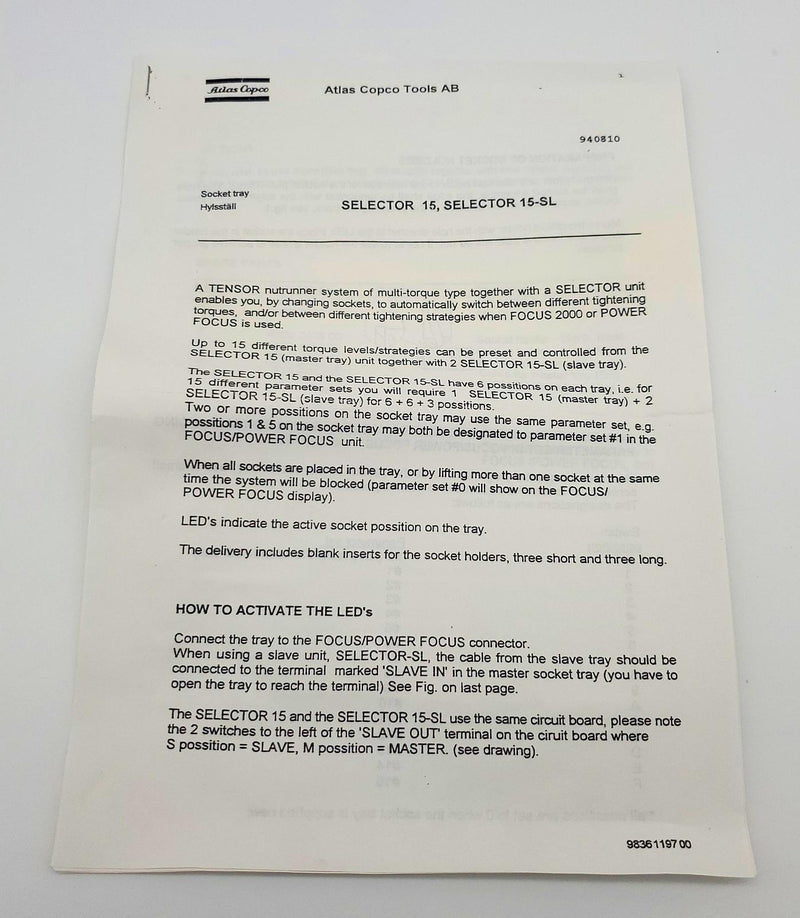 Atlas Copco
Atlas Copco Tools AB
940810
Socket tray
Hylsställ
SELECTOR 15, SELECTOR 15-SL
A TENSOR nutrunner system of multi-torque type together with a SELECTOR unit
enables you, by changing sockets, to automatically switch between different tightening
torques, and/or between different tightening strategies when FOCUS 2000 or POWER
FOCUS is used.
Up to 15 different torque levels/strategies can be preset and controlled from the
SELECTOR 15 (master tray) unit together with 2 SELECTOR 15-SL (slave tray).
The SELECTOR 15 and the SELECTOR 15-SL have 6 possitions on each tray, i.e. for
15 different parameter sets you will require 1 SELECTOR 15 (master tray) + 2
SELECTOR 15-SL (slave tray) for 6 + 6 + 3 possitions.
Two or more possitions on the socket tray may use the same parameter set, e.g.
possitions 1 & 5 on the socket tray may both be designated to parameter set #1 in the
FOCUS/POWER FOCUS unit.
When all sockets are placed in the tray, or by lifting more than one socket at the same
time the system will be blocked (parameter set #0 will show on the FOCUS/
POWER FOCUS display).
LED's indicate the active socket possition on the tray.
The delivery includes blank inserts for the socket holders, three short and three long.
HOW TO ACTIVATE THE LED's
Connect the tray to the FOCUS/POWER FOCUS connector.
When using a slave unit, SELECTOR-SL, the cable from the slave tray should be
connected to the terminal marked 'SLAVE IN' in the master socket tray (you have to
open the tray to reach the terminal) See Fig. on last page.
The SELECTOR 15 and the SELECTOR 15-SL use the same circuit board, please note
the 2 switches to the left of the 'SLAVE OUT' terminal on the ciruit board where
S possition = SLAVE, M possition = MASTER. (see drawing).
9836 1197 00